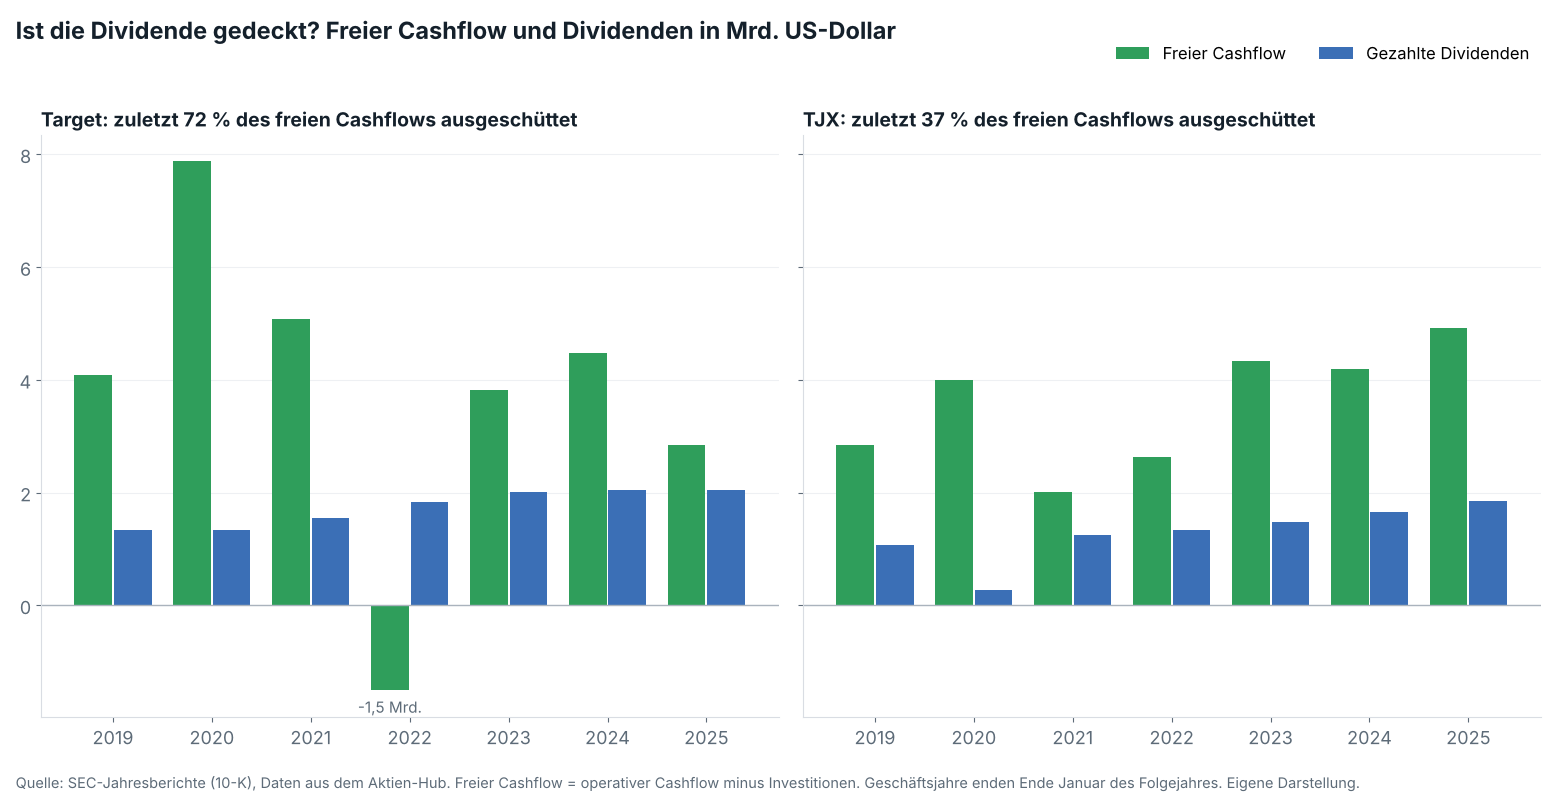 Ist die Dividende gedeckt? Freier Cashflow und Dividenden in Mrd. US-Dollar
Freier Cashflow
Gezahlte Dividenden
Target: zuletzt 72 % des freien Cashflows ausgeschüttet
TJX: zuletzt 37 % des freien Cashflows ausgeschüttet
8
6
4
2
0
-1,5 Mrd.
2019 2020 2021 2022 2023 2024 2025
2019 2020 2021 2022 2023 2024 2025
Quelle: SEC-Jahresberichte (10-K), Daten aus dem Aktien-Hub. Freier Cashflow = operativer Cashflow minus Investitionen. Geschäftsjahre enden Ende Januar des Folgejahres. Eigene Darstellung.